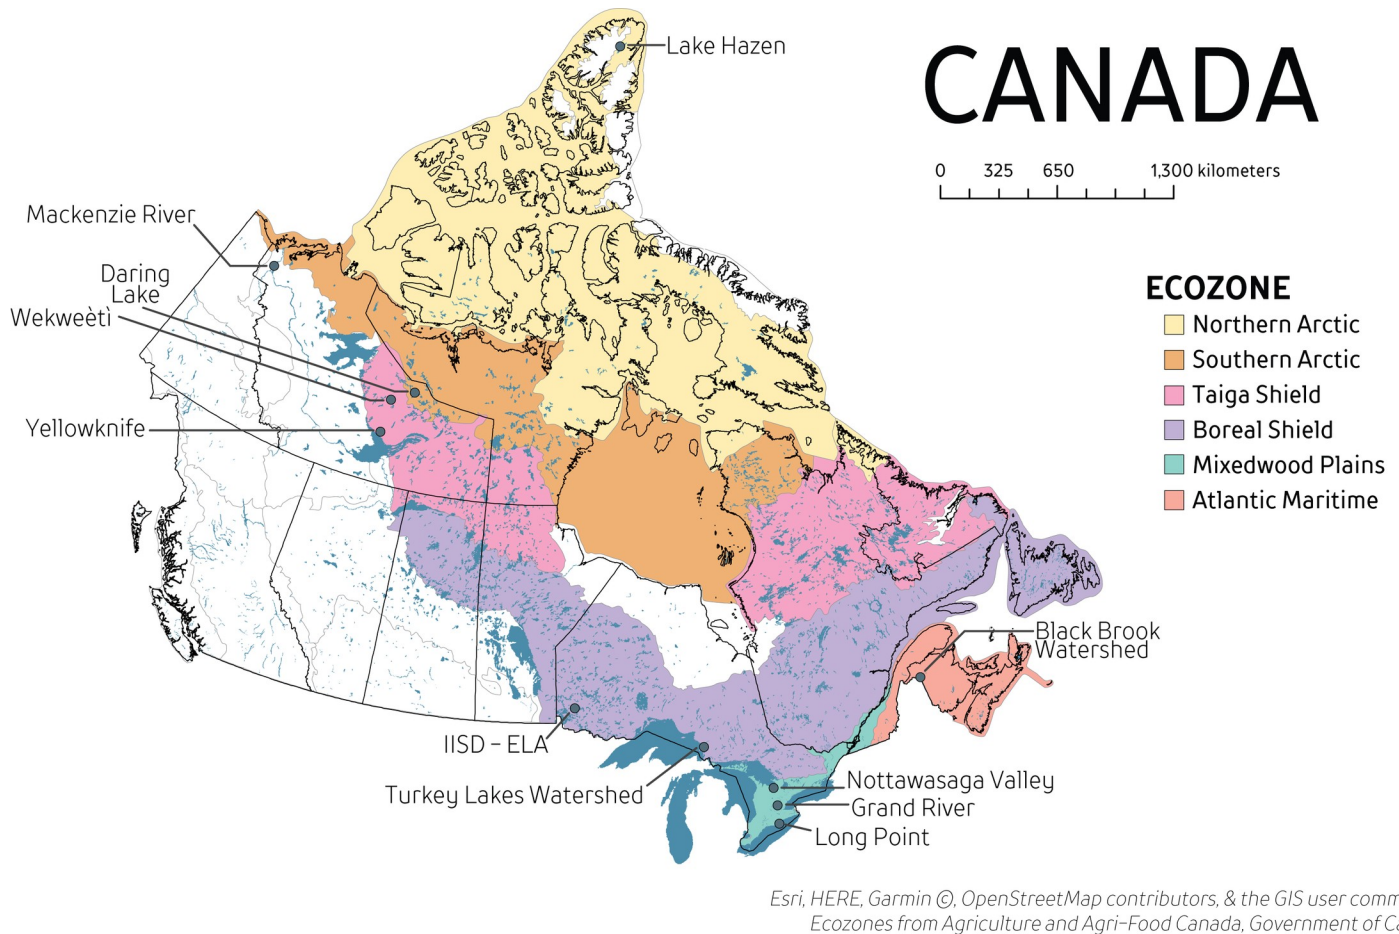 Lake Hazen
CANADA
0 325 650 1,300 kilometers
Mackenzie River
Daring
Lake
Wekweètì
Yellowknife
ECOZONE
Northern Arctic
Southern Arctic
Taiga Shield
Boreal Shield
Mixedwood Plains
Atlantic Maritime
Black Brook
Watershed
IISD - ELA
Turkey Lakes Watershed
Nottawasaga Valley
Grand River
Long Point
Esri, HERE, Garmin ©, OpenStreetMap contributors, & the GIS user comm
Ecozones from Agriculture and Agri-Food Canada, Government of C